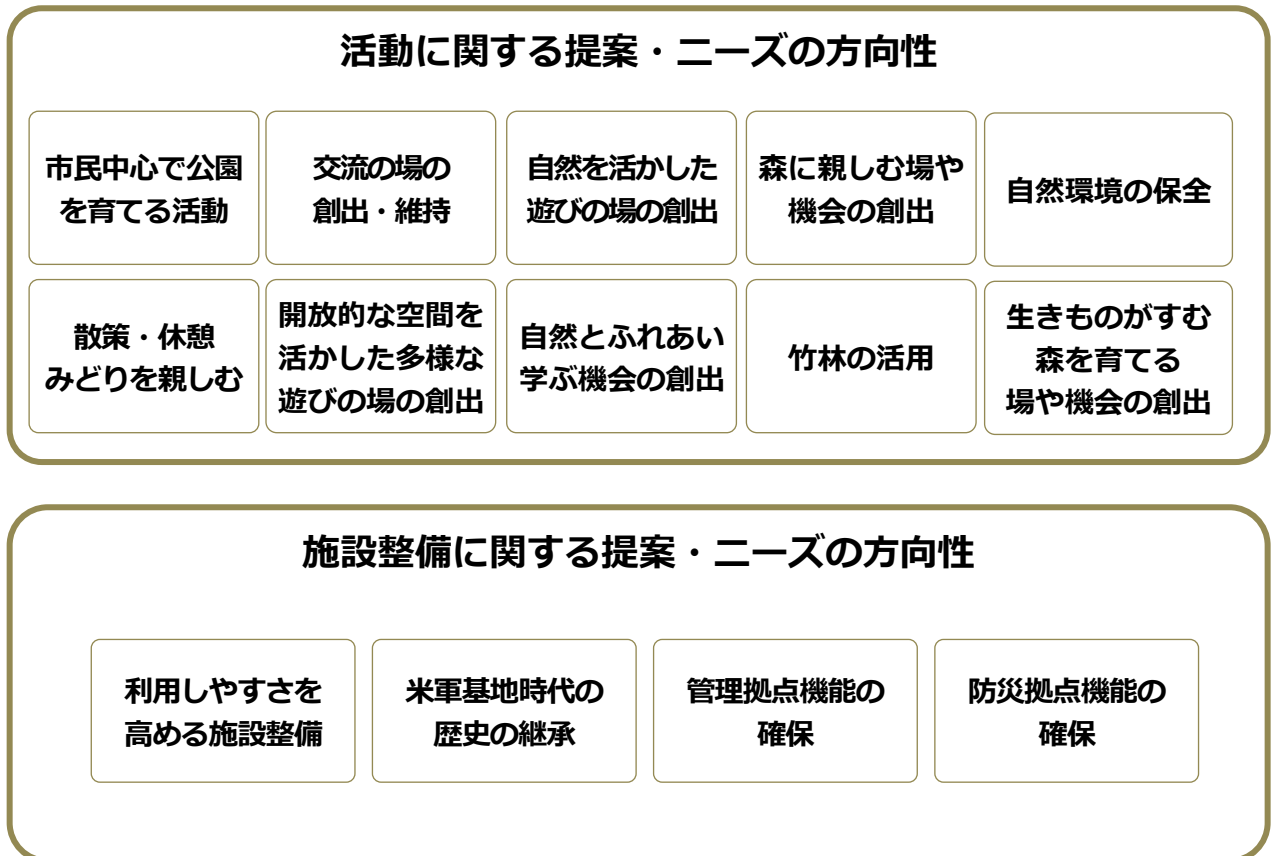 活動に関する提案・ニーズの方向性
市民中心で公園
を育てる活動
交流の場の
創出・維持
自然を活かした
遊びの場の創出
森に親しむ場や
機会の創出
自然環境の保全
散策・休憩
みどりを親しむ
開放的な空間を
活かした多様な
遊びの場の創出
自然とふれあい
学ぶ機会の創出
竹林の活用
生きものがすむ
森を育てる
場や機会の創出
施設整備に関する提案・ニーズの方向性
利用しやすさを
高める施設整備
米軍基地時代の
歴史の継承
管理拠点機能の
確保
防災拠点機能の
確保